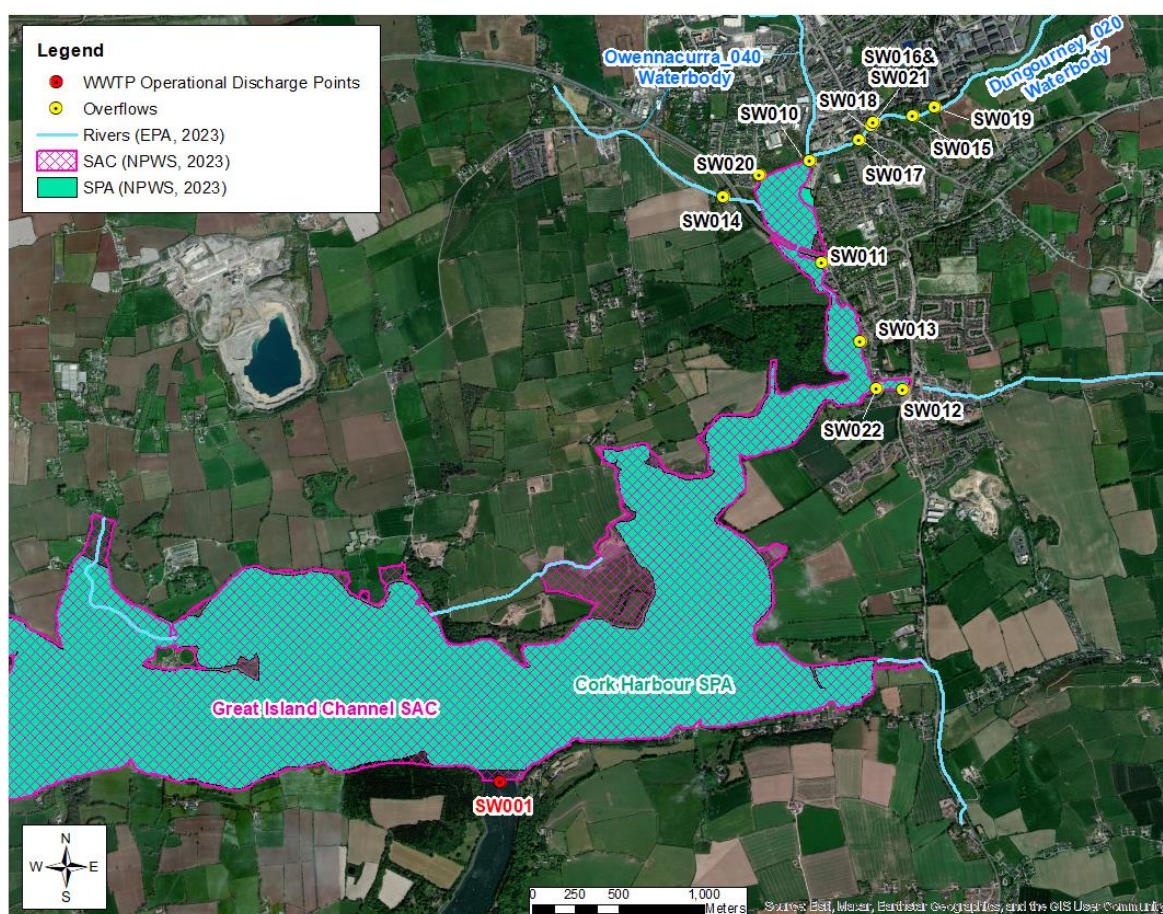 Legend
WWTP Operational Discharge Points
Overflows
Rivers (EPA, 2023)
SAC (NPWS, 2023)
SPA (NPWS, 2023)
Owennacurra_040
Waterbody
Dungourney_020
Waterbody
SW016&
SW021
SW018
SW010
SW019
SW015
SW020
SW017
SW014
SW011
SW013
SW012
SW022
Cork Harbour SPA
Great Island Channel SAC
SW001
N
W E
S
0 250 500 1,000
Meters
Source: Esri, Maxar, Earthstar Geographics, and the GIS User Community